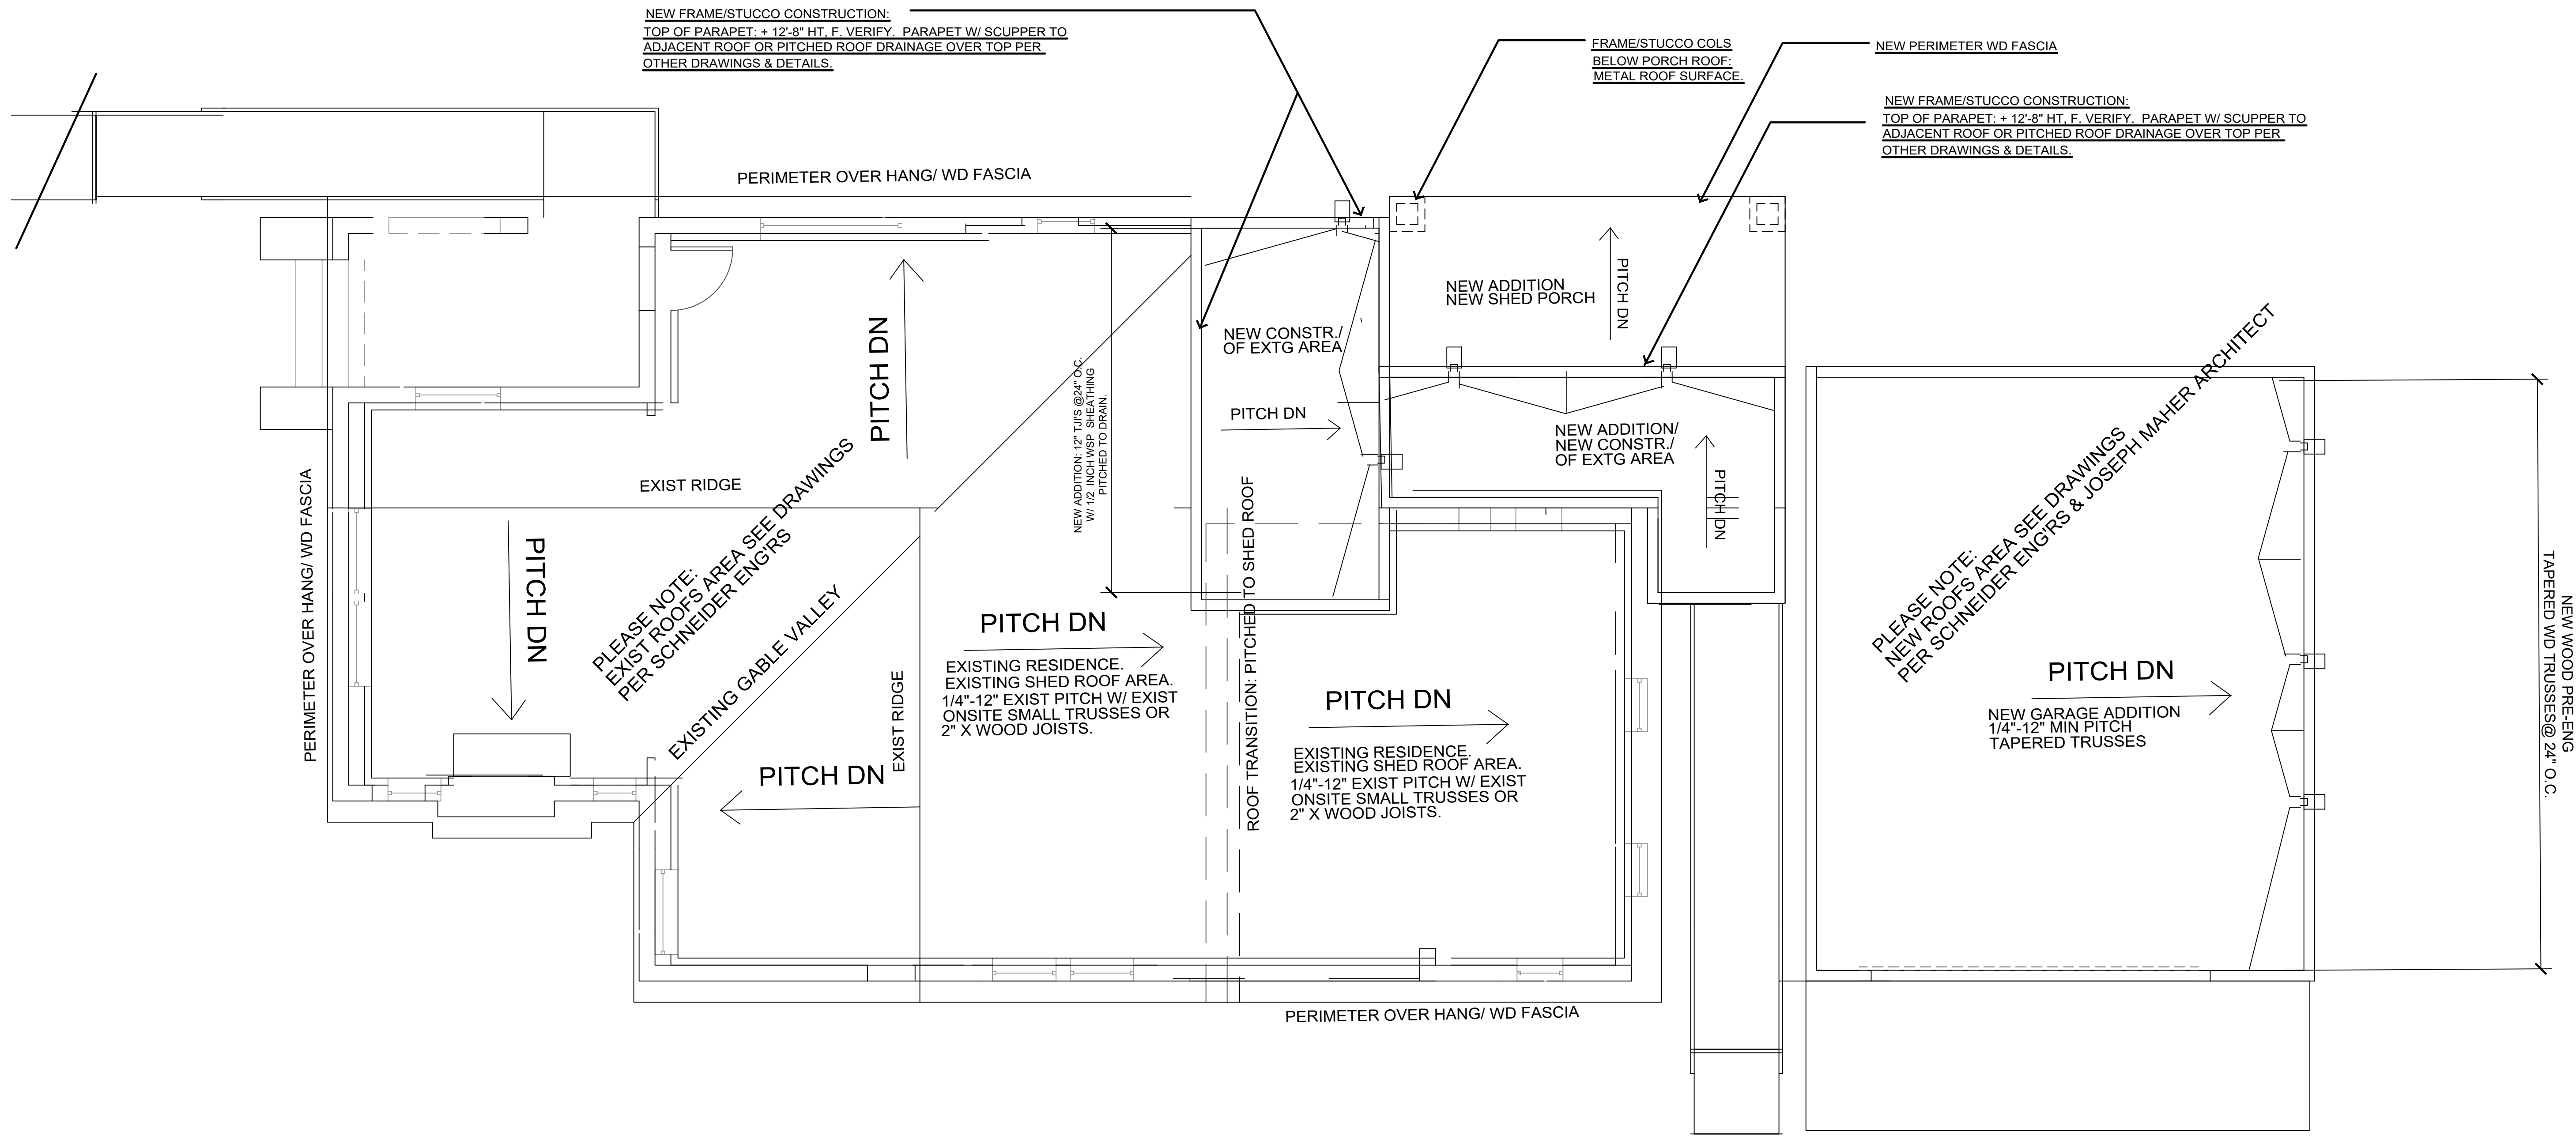 NEW FRAME/STUCCO CONSTRUCTION:
TOP OF PARAPET: + 12'-8" HT, F. VERIFY. PARAPET W/ SCUPPER TO
ADJACENT ROOF OR PITCHED ROOF DRAINAGE OVER TOP PER
OTHER DRAWINGS & DETAILS.
FRAME/STUCCO COLS
BELOW PORCH ROOF:
METAL ROOF SURFACE.
NEW PERIMETER WD FASCIA
NEW FRAME/STUCCO CONSTRUCTION:
TOP OF PARAPET: + 12'-8" HT, F. VERIFY. PARAPET W/ SCUPPER TO
ADJACENT ROOF OR PITCHED ROOF DRAINAGE OVER TOP PER
OTHER DRAWINGS & DETAILS.
PERIMETER OVER HANG/ WD FASCIA
PITCH DN
NEW ADDITION: 12" TJI'S @24" O.C.
W/ 1/2 INCH WSP SHEATHING
PITCHED TO DRAIN.
NEW CONSTR./
OF EXTG AREA
PITCH DN
NEW ADDITION
NEW SHED PORCH
PITCH DN
NEW ADDITION/
NEW CONSTR./
OF EXTG AREA
PITCH DN
EXIST RIDGE
PERIMETER OVER HANG/ WD FASCIA
PITCH DN
PLEASE NOTE:
EXIST ROOFS AREA SEE DRAWINGS
PER SCHNEIDER ENG'RS
EXISTING GABLE VALLEY
PITCH DN
EXIST RIDGE
PITCH DN
EXISTING RESIDENCE.
EXISTING SHED ROOF AREA.
1/4"-12" EXIST PITCH W/ EXIST
ONSITE SMALL TRUSSES OR
2" X WOOD JOISTS.
ROOF TRANSITION: PITCHED TO SHED ROOF
PITCH DN
EXISTING RESIDENCE.
EXISTING SHED ROOF AREA.
1/4"-12" EXIST PITCH W/ EXIST
ONSITE SMALL TRUSSES OR
2" X WOOD JOISTS.
PERIMETER OVER HANG/ WD FASCIA
PLEASE NOTE:
NEW ROOFS AREA SEE DRAWINGS
PER SCHNEIDER ENG'RS & JOSEPH MAHER ARCHITECT
PITCH DN
NEW GARAGE ADDITION
1/4"-12" MIN PITCH
TAPERED TRUSSES
NEW WOOD PRE-ENG
TAPERED WD TRUSSES@ 24" O.C.